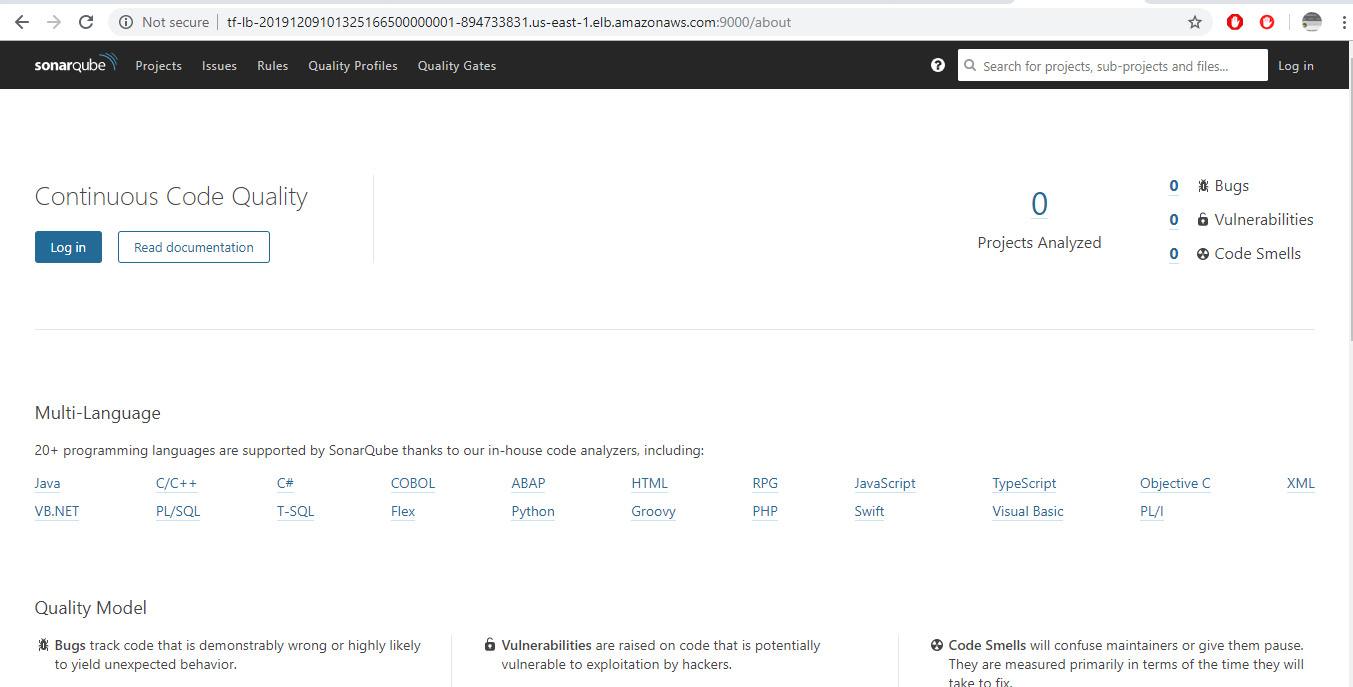 Not secure | tf-lb-20191209101325166500000001-894733831.us-east-1.elb.amazonaws.com:9000/about
sonarqube Projects Issues Rules Quality Profiles Quality Gates ? Search for projects, sub-projects and files... Log in
Continuous Code Quality
Log in Read documentation
0
Projects Analyzed
0 Bugs
0 Vulnerabilities
0 Code Smells
Multi-Language
20+ programming languages are supported by SonarQube thanks to our in-house code analyzers, including:
Java C/C++ C# COBOL ABAP HTML RPG JavaScript TypeScript Objective C XML
VB.NET PL/SQL T-SQL Flex Python Groovy PHP Swift Visual Basic PL/I
Quality Model
Bugs track code that is demonstrably wrong or highly likely
to yield unexpected behavior.
Vulnerabilities are raised on code that is potentially
vulnerable to exploitation by hackers.
Code Smells will confuse maintainers or give them pause.
They are measured primarily in terms of the time they will
take to fix.